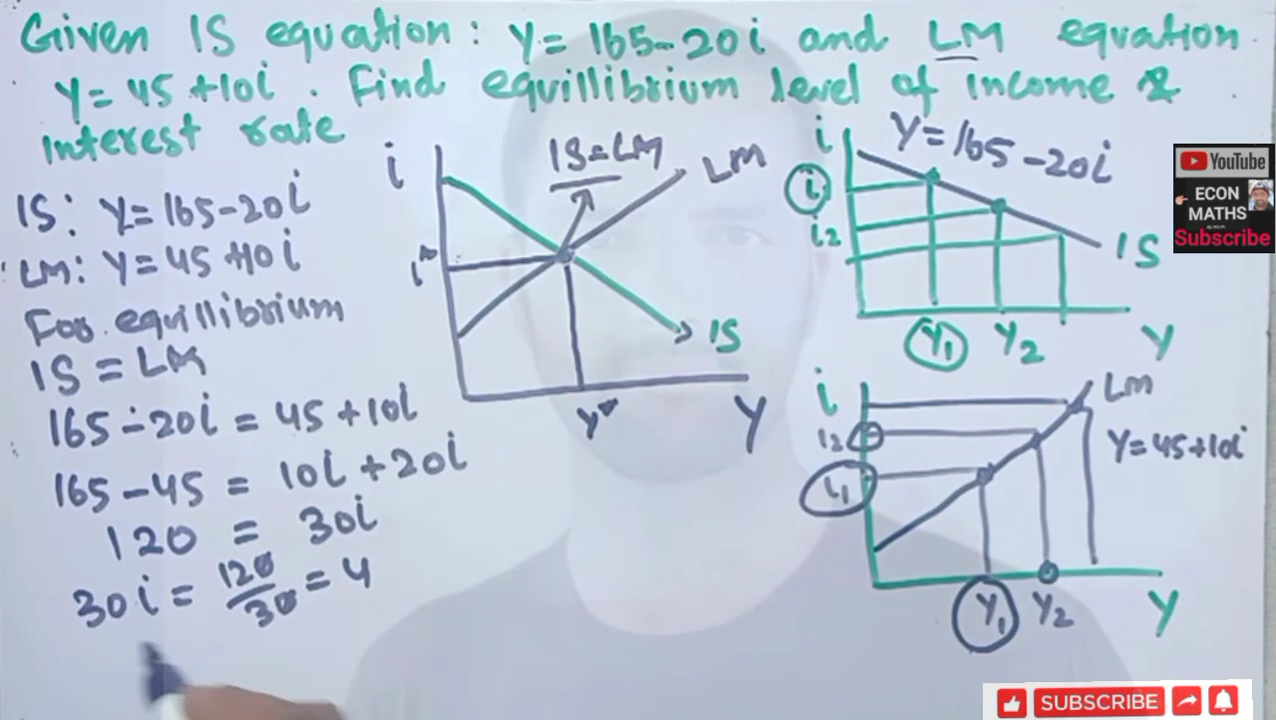 Given IS equation: Y= 165-20i and LM equation
Y= 45+10i . Find equillibrium level of income &
interest rate
IS: Y= 165-20i
LM: Y= 45+10i
For equillibrium
IS = LM
165-20i = 45+10i
165-45 = 10i+20i
120 = 30i
30i = 120/30 = 4
i
IS=LM
LM
i*
IS
Y*
Y
i
Y=165-20i
i
i2
IS
Y1
Y2
Y
i
LM
i2
Y=45+10i
i1
Y1
Y2
Y
YouTube
ECON
MATHS
Subscribe
SUBSCRIBE